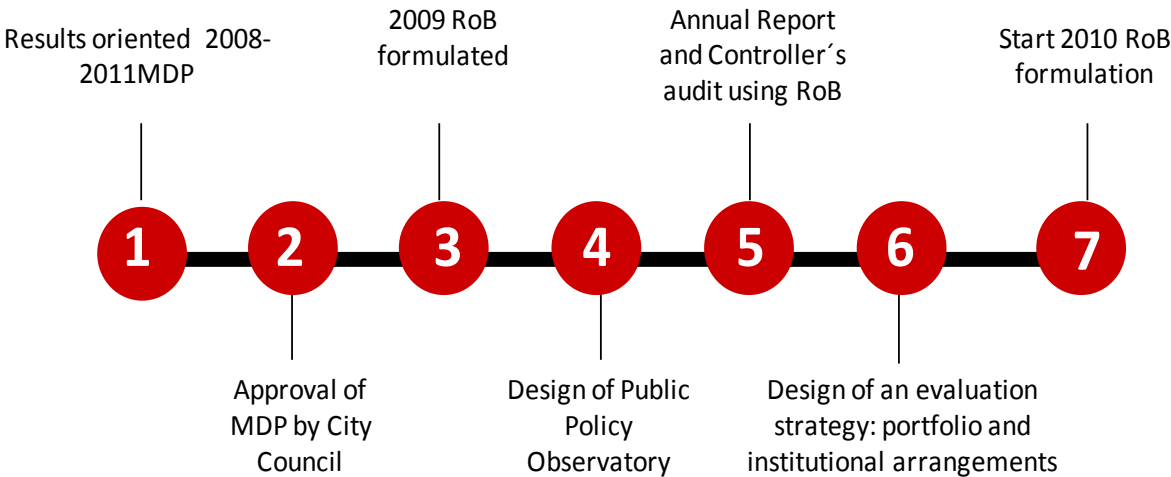 Results oriented 2008-
2011MDP
2009 RoB
formulated
Annual Report
and Controller´s
audit using RoB
Start 2010 RoB
formulation
1
2
3
4
5
6
7
Approval of
MDP by City
Council
Design of Public
Policy
Observatory
Design of an evaluation
strategy: portfolio and
institutional arrangements